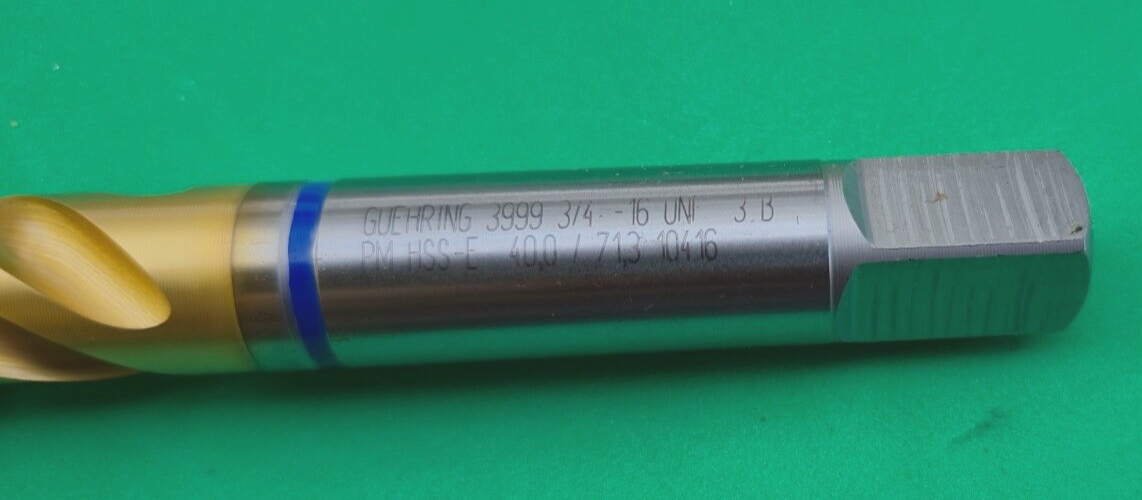 GUEHRING 3999 3/4 -16 UNF 3.B
PM HSS-E 40,0 / 71,3 10416